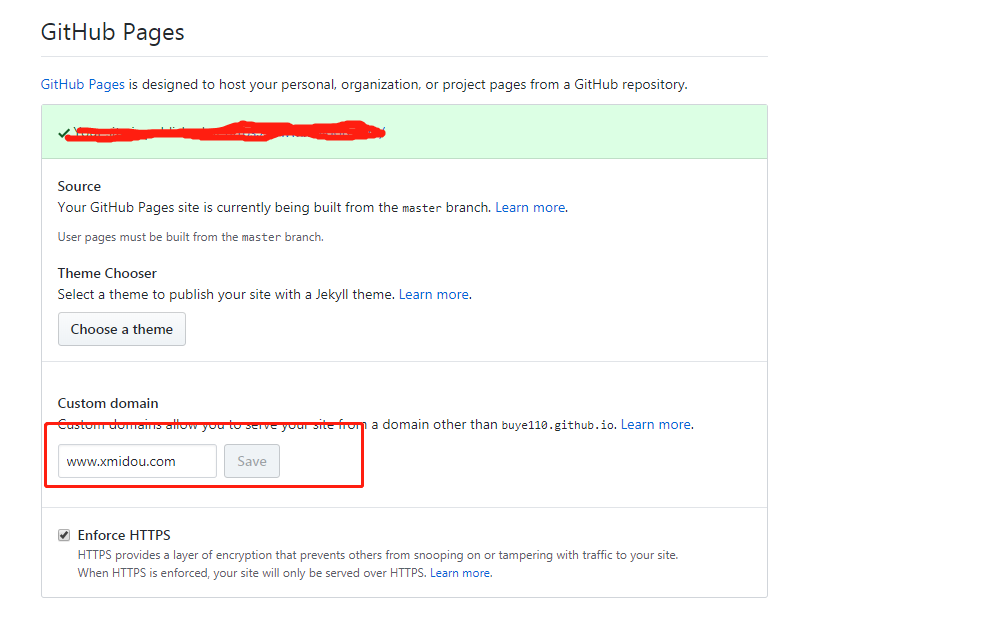 GitHub Pages
GitHub Pages is designed to host your personal, organization, or project pages from a GitHub repository.
Source
Your GitHub Pages site is currently being built from the master branch. Learn more.
User pages must be built from the master branch.
Theme Chooser
Select a theme to publish your site with a Jekyll theme. Learn more.
Choose a theme
Custom domain
Custom domains allow you to serve your site from a domain other than buye110.github.io. Learn more.
www.xmidou.com Save
Enforce HTTPS
HTTPS provides a layer of encryption that prevents others from snooping on or tampering with traffic to your site.
When HTTPS is enforced, your site will only be served over HTTPS. Learn more.